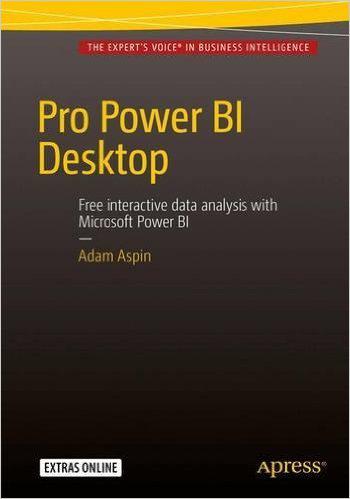 THE EXPERT'S VOICE® IN BUSINESS INTELLIGENCE
Pro Power BI
Desktop
Free interactive data analysis with
Microsoft Power BI
—
Adam Aspin
EXTRAS ONLINE
Apress®